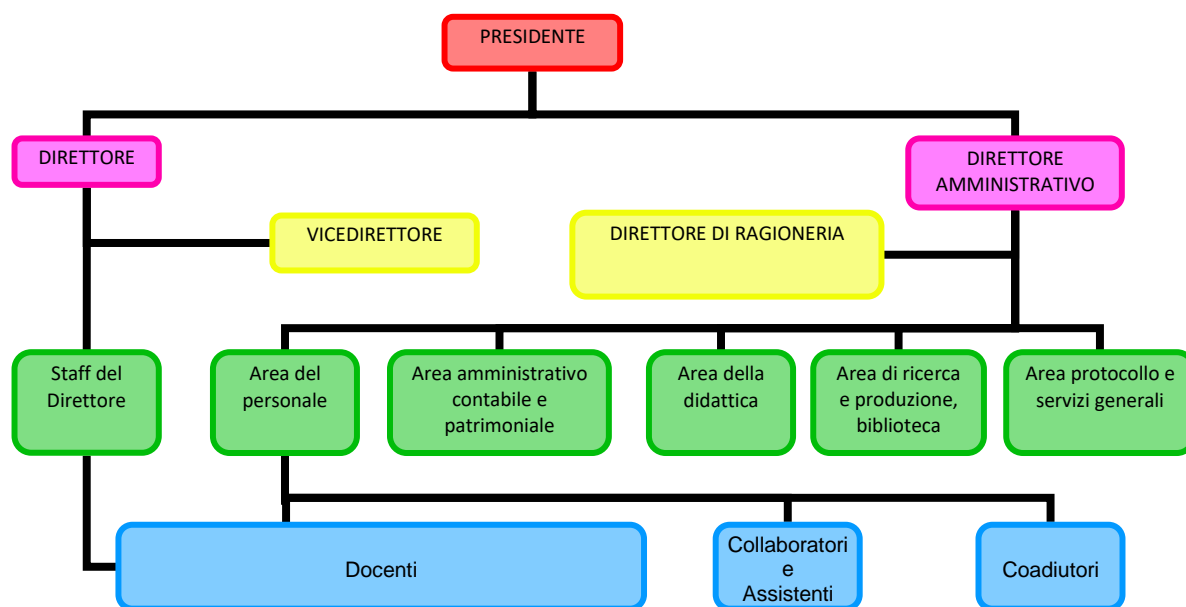 PRESIDENTE
DIRETTORE
DIRETTORE
AMMINISTRATIVO
VICEDIRETTORE
DIRETTORE DI RAGIONERIA
Staff del
Direttore
Area del
personale
Area amministrativo
contabile e
patrimoniale
Area della
didattica
Area di ricerca
e produzione,
biblioteca
Area protocollo e
servizi generali
Docenti
Collaboratori
e
Assistenti
Coadiutori